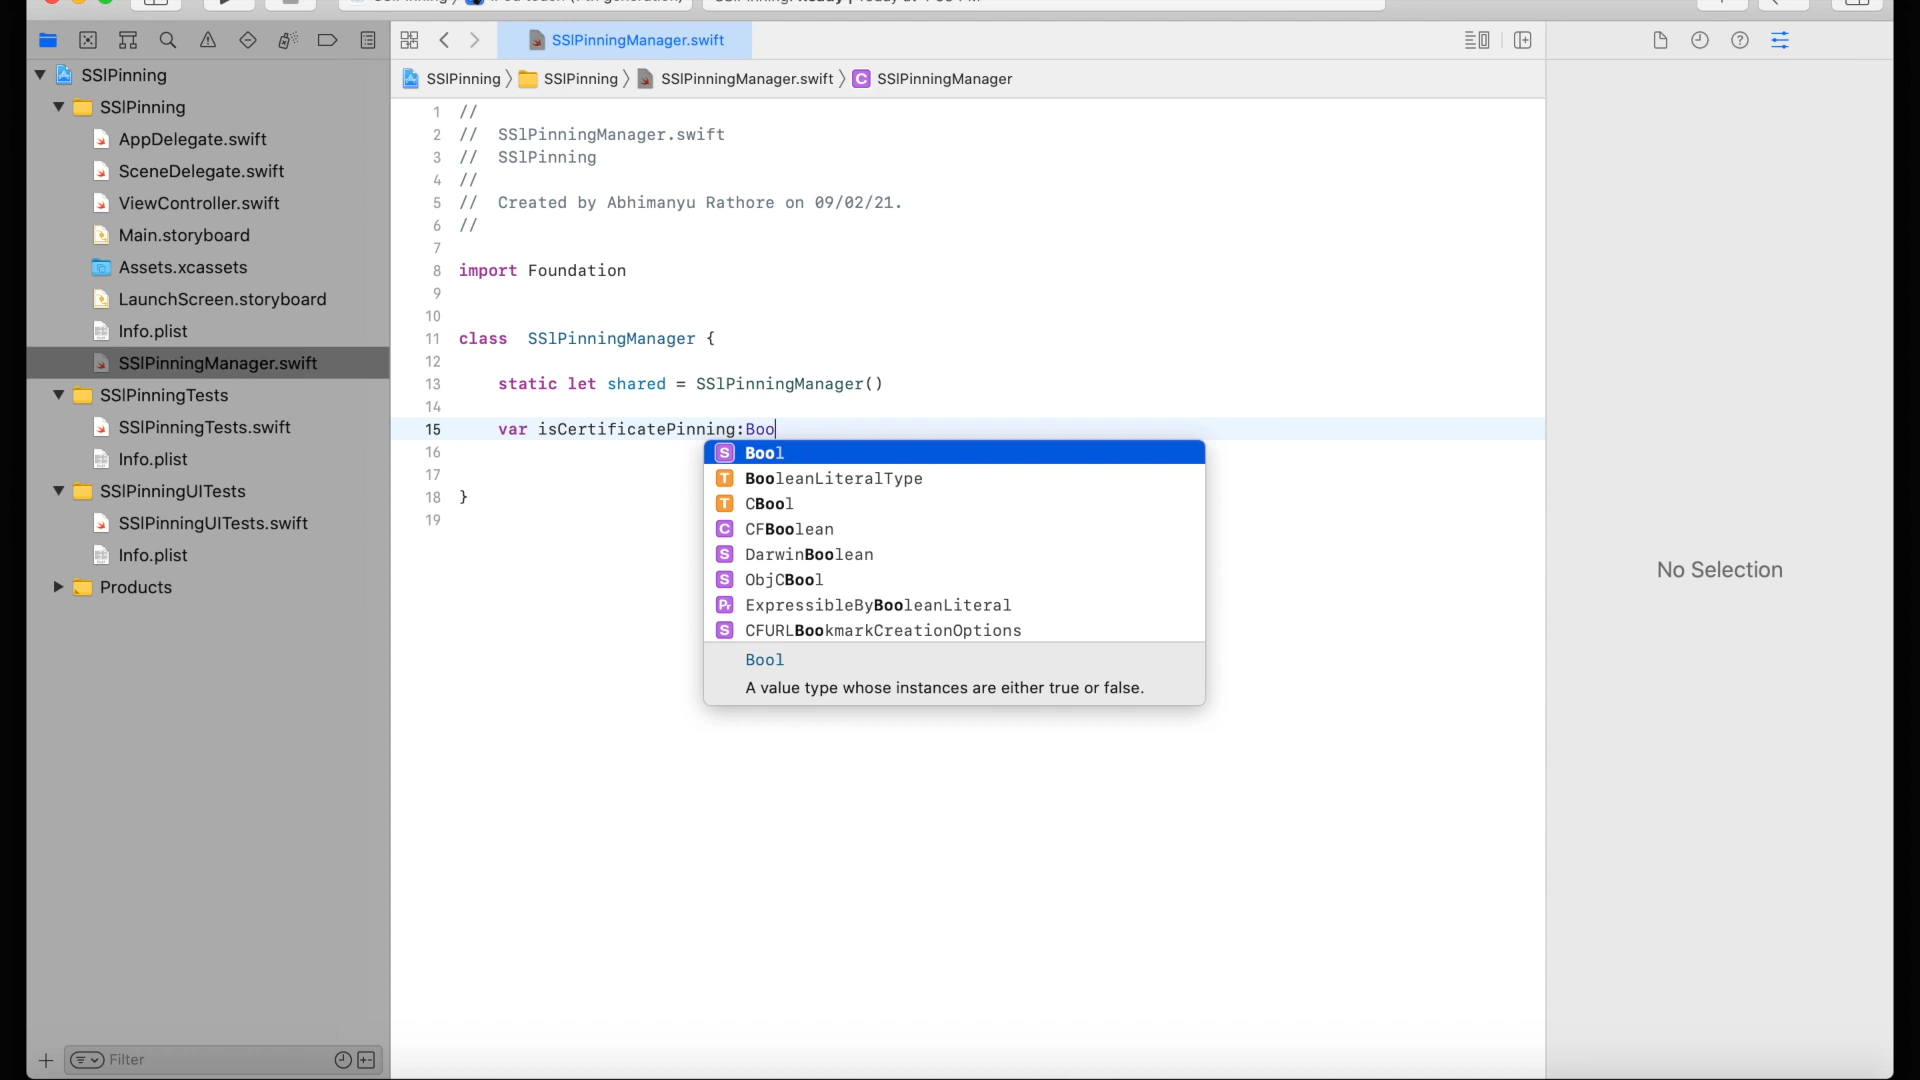 SSlPinningManager.swift
SSlPinning
SSlPinning
SSlPinningManager.swift
SSlPinningManager
SSlPinning
SSlPinning
AppDelegate.swift
SceneDelegate.swift
ViewController.swift
Main.storyboard
Assets.xcassets
LaunchScreen.storyboard
Info.plist
SSlPinningManager.swift
SSlPinningTests
SSlPinningTests.swift
Info.plist
SSlPinningUITests
SSlPinningUITests.swift
Info.plist
Products
Filter
1 //
2 // SSlPinningManager.swift
3 // SSlPinning
4 //
5 // Created by Abhimanyu Rathore on 09/02/21.
6 //
7
8 import Foundation
9
10
11 class SSlPinningManager {
12
13 static let shared = SSlPinningManager()
14
15 var isCertificatePinning:Boo
16
17
18 }
19
S Bool
T BooleanLiteralType
T CBool
C CFBoolean
S DarwinBoolean
S ObjCBool
Pr ExpressibleByBooleanLiteral
S CFURLBookmarkCreationOptions
Bool
A value type whose instances are either true or false.
No Selection